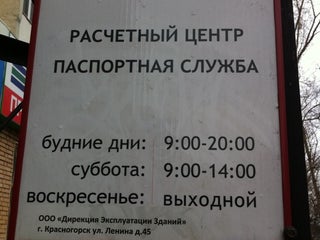 РАСЧЕТНЫЙ ЦЕНТР
ПАСПОРТНАЯ СЛУЖБА
будние дни: 9:00-20:00
суббота: 9:00-14:00
воскресенье: выходной
ООО «Дирекция Эксплуатации Зданий»
г. Красногорск ул. Ленина д.45